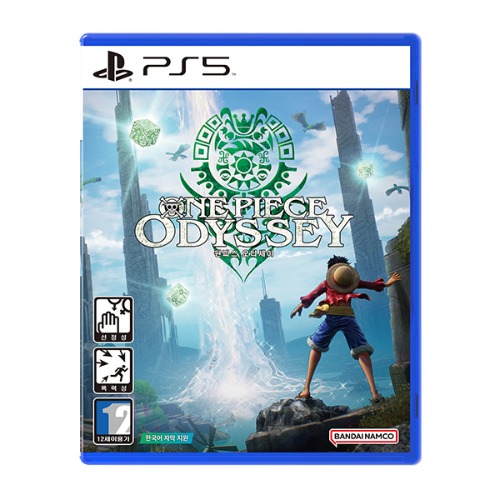 PS5
ONE PIECE
ODYSSEY
원피스 오디세이
선정성
폭력성
12
12세이용가
한국어 자막 지원
BANDAI NAMCO